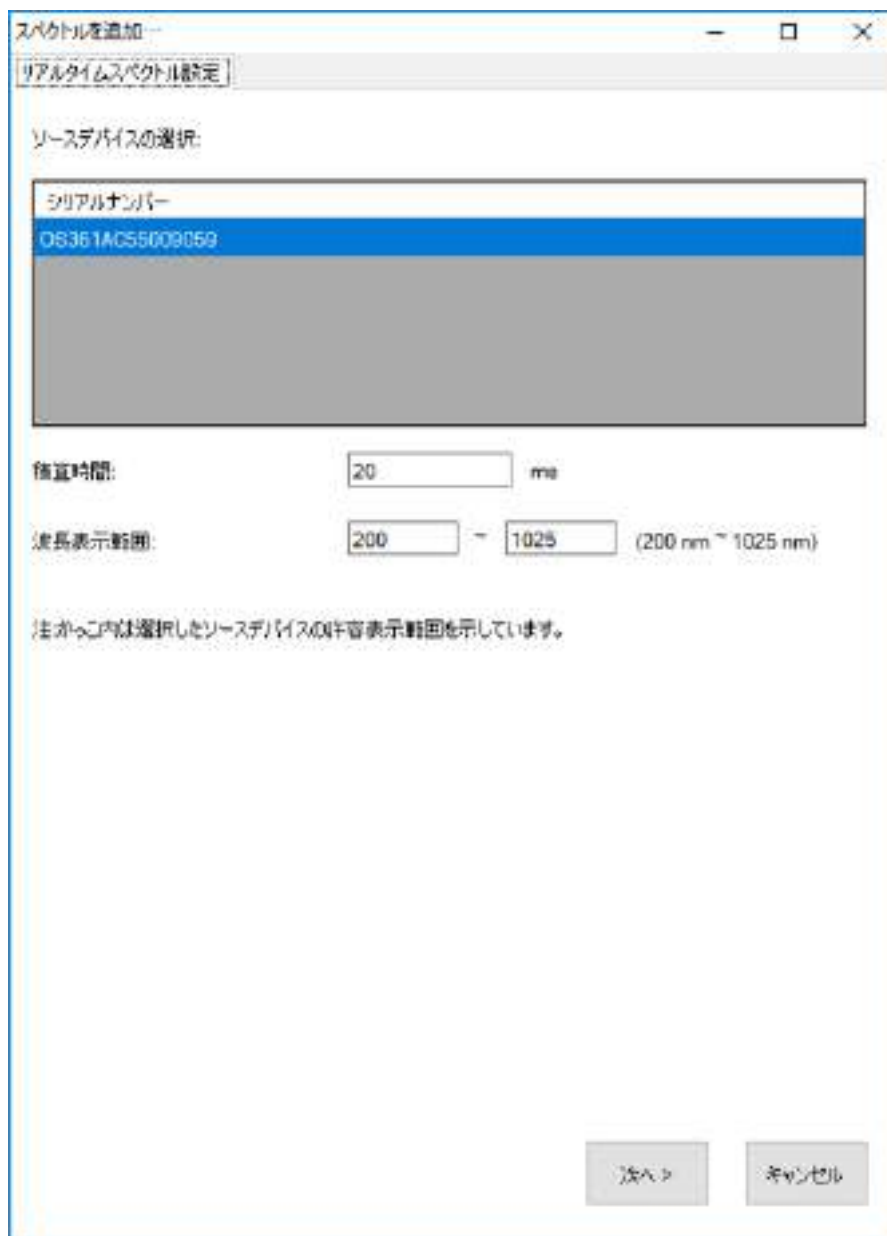 スペクトルを追加…
リアルタイムスペクトル設定
ソースデバイスの選択:
シリアルナンバー
OS361AC55009059
積算時間: 20 ms
波長表示範囲: 200 ~ 1025 (200 nm ~ 1025 nm)
注:かっこ内は選択したソースデバイスの許容表示範囲を示しています。
次へ >
キャンセル